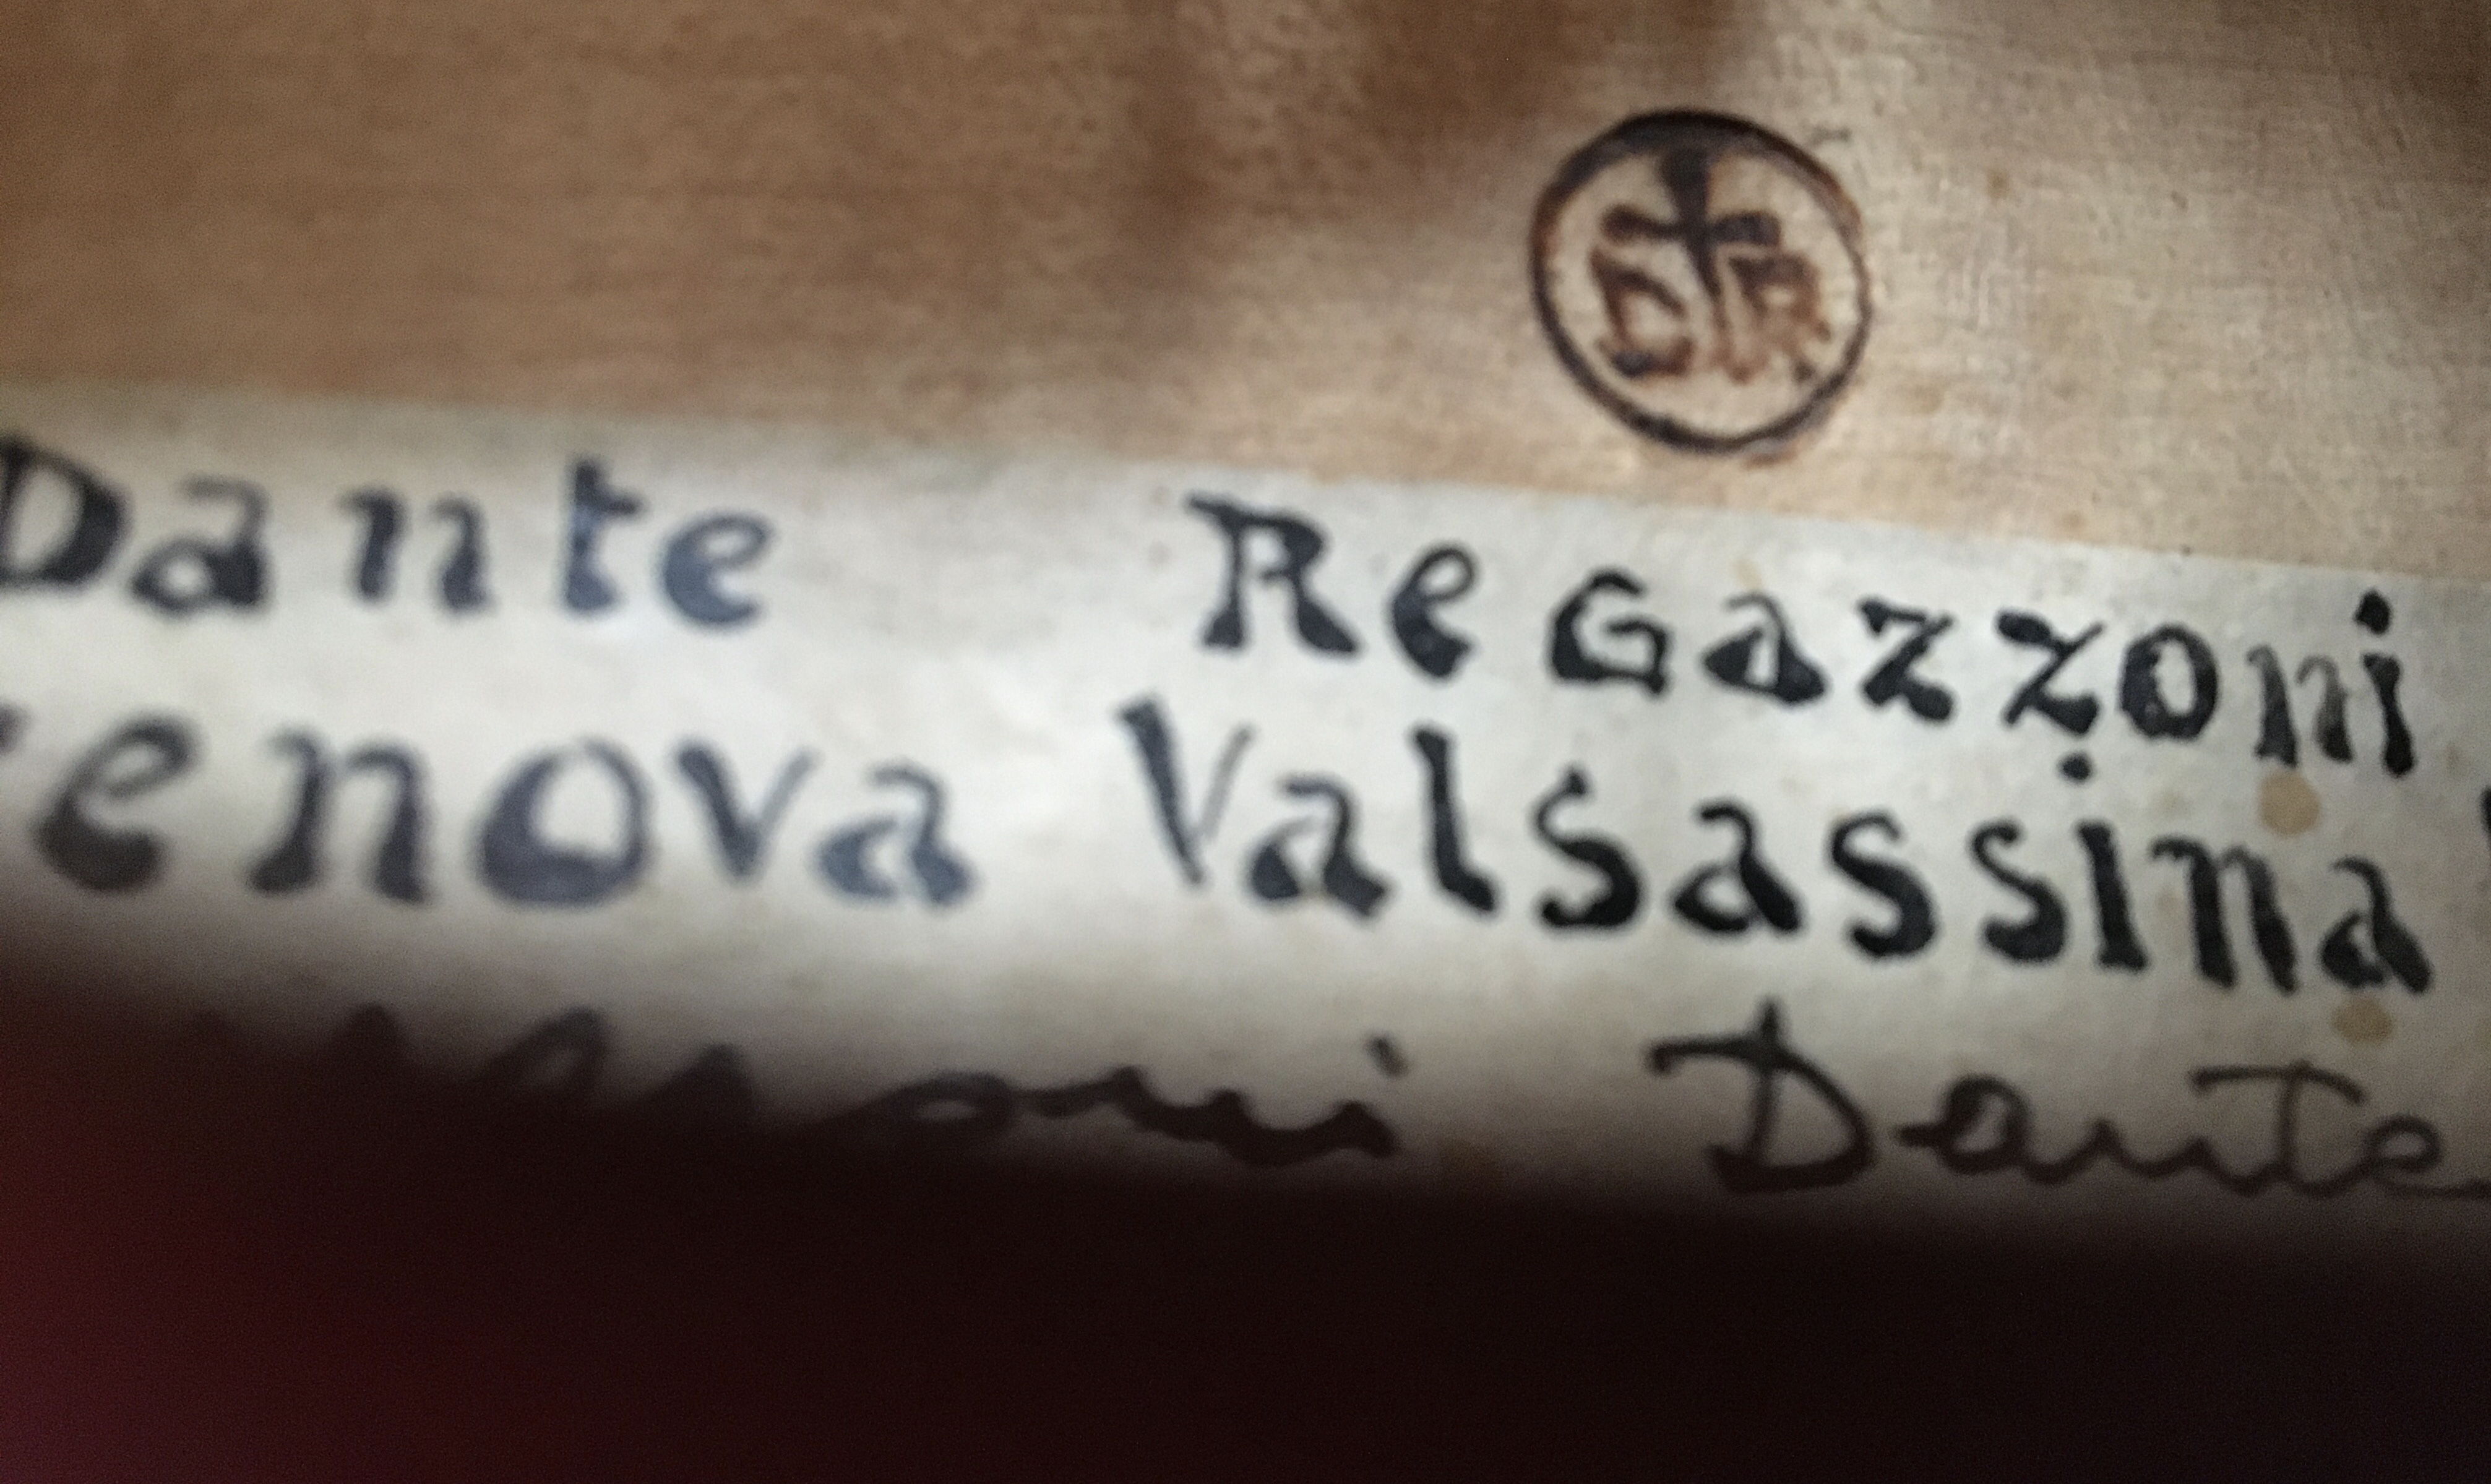 DR
Dante Regazzoni
enova Valsassina
Dante